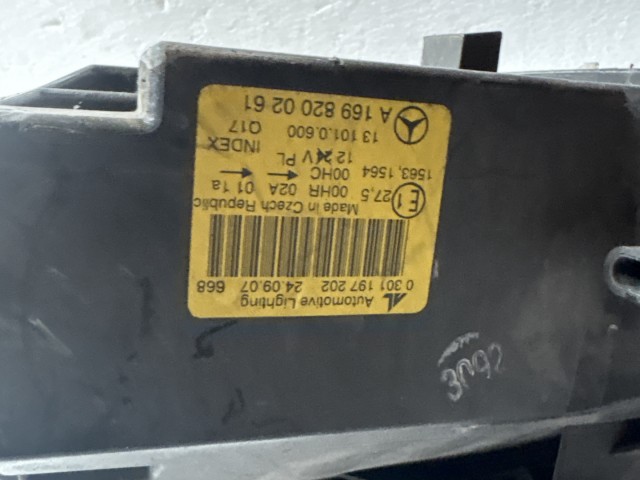 Automotive Lighting
0 301 197 202 24.09.07 668
Made in Czech Republic
E1 27,5 00HR 02A 01 1a
1563,1564 00HC
12 V PL
13 101.0.600 Q17 INDEX
A 169 820 02 61
3092